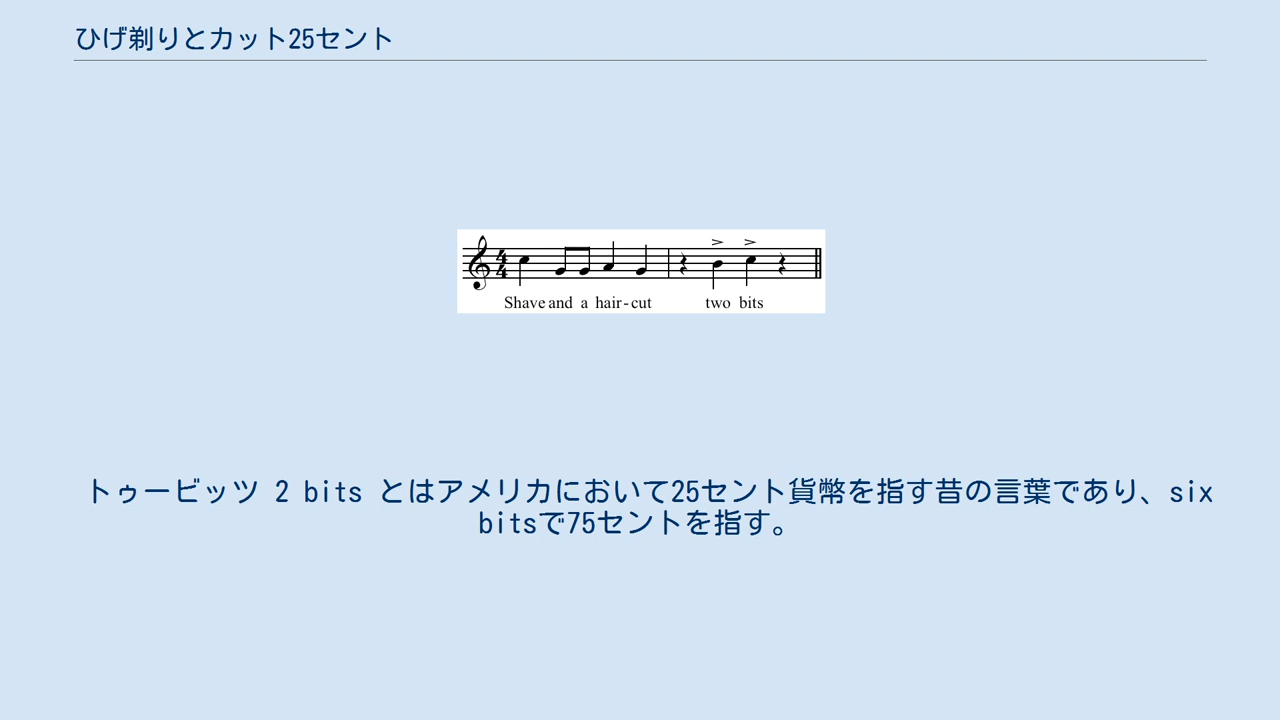 ひげ剃りとカット25セント
4
4
Shave and a hair-cut two bits
トゥービッツ 2 bits とはアメリカにおいて25セント貨幣を指す昔の言葉であり、six
bitsで75セントを指す。